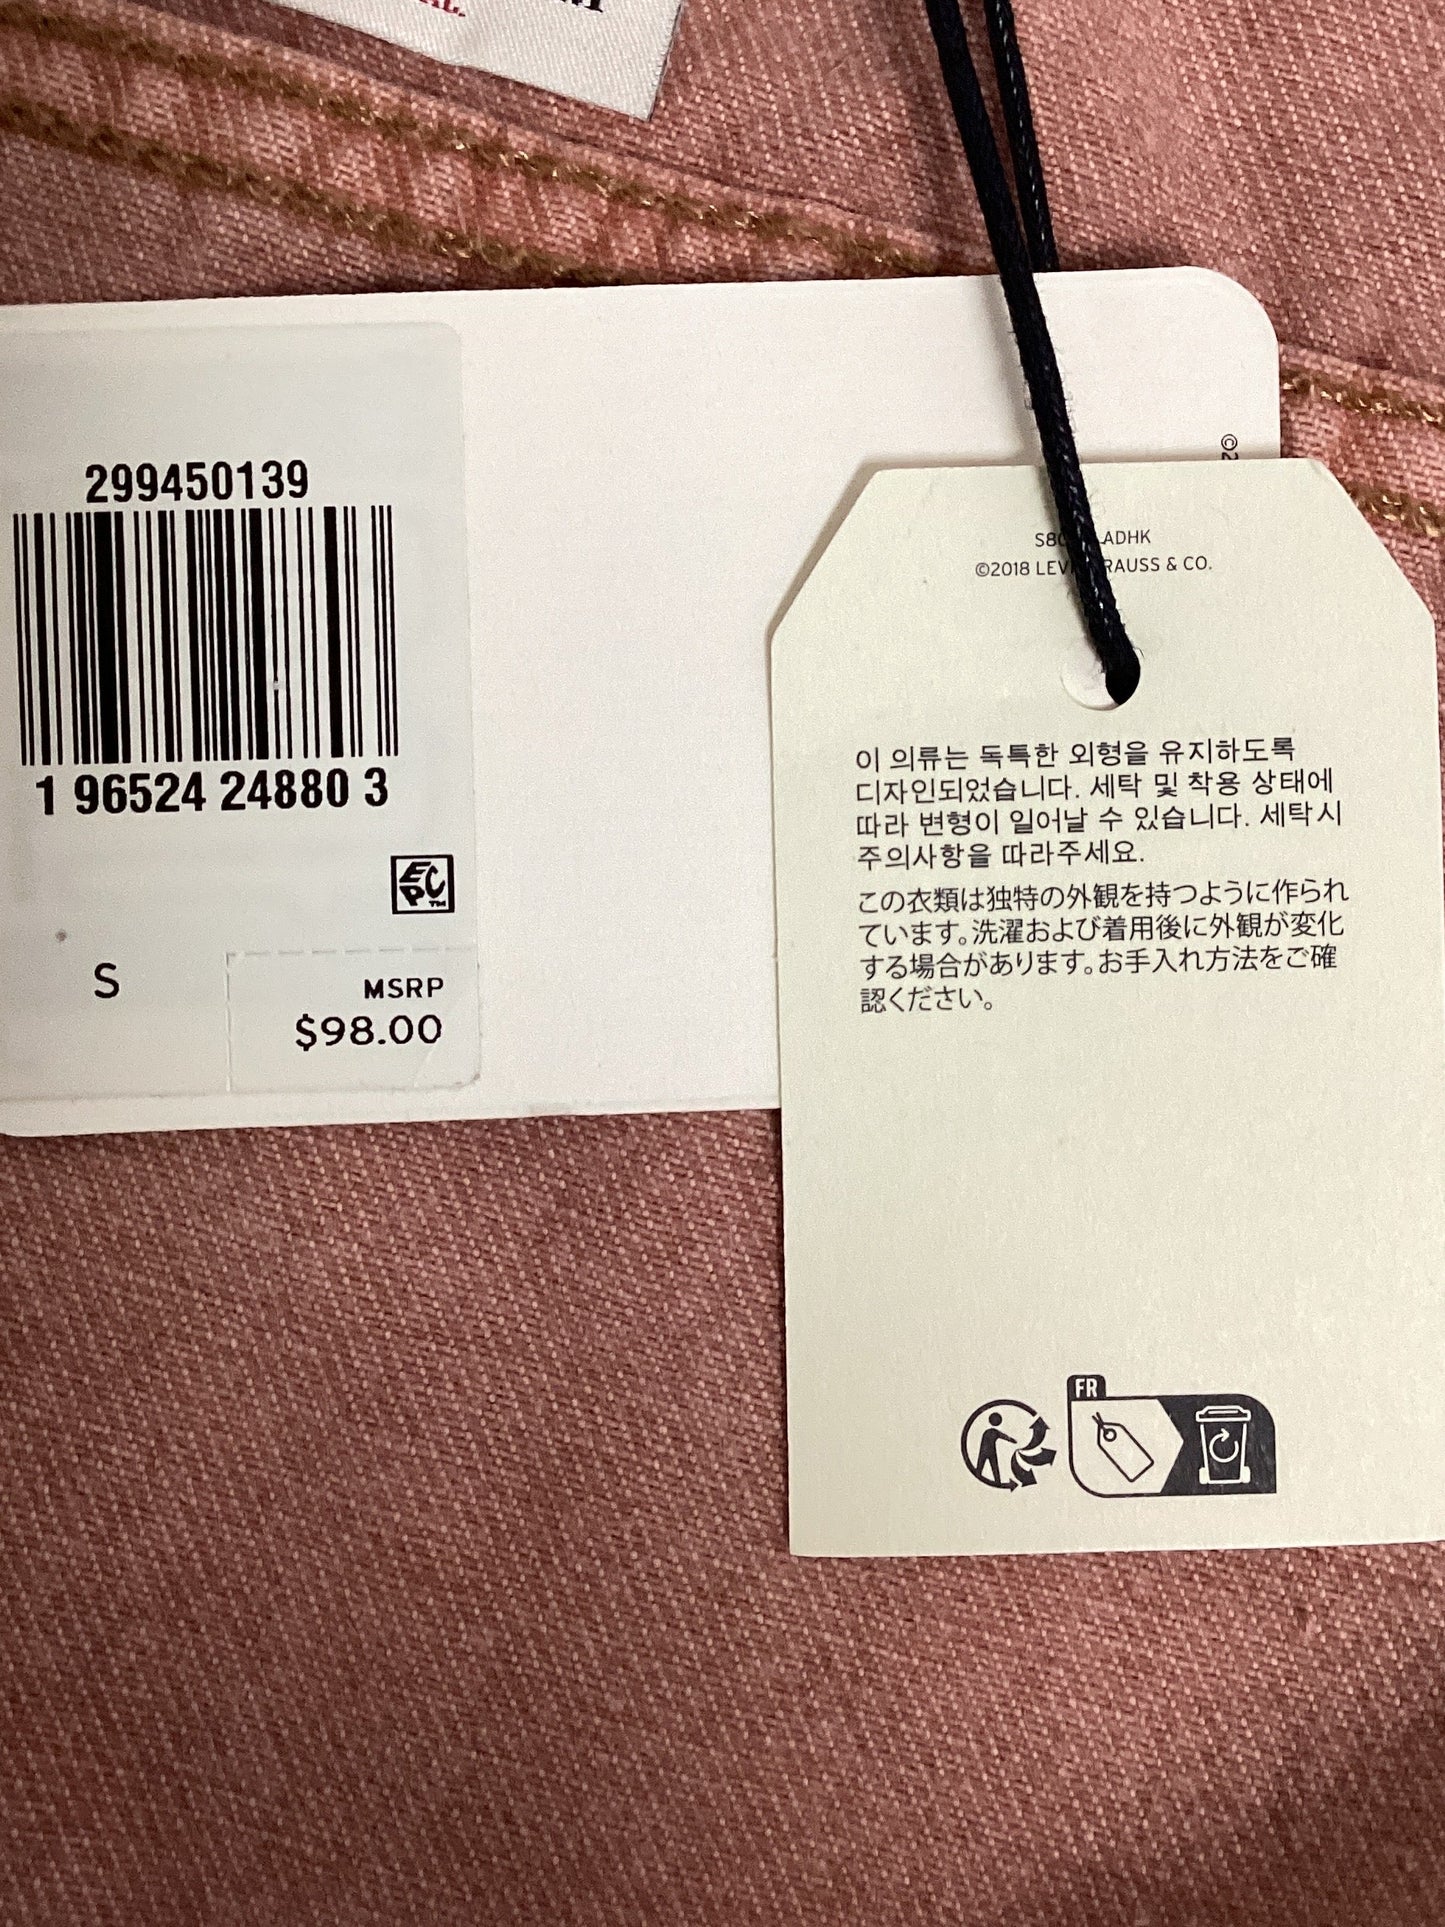 299450139
1 96524 24880 3
EPC™
S
MSRP
$98.00
©2018 LEVI STRAUSS & CO.
이 의류는 독특한 외형을 유지하도록
디자인되었습니다. 세탁 및 착용 상태에
따라 변형이 일어날 수 있습니다. 세탁시
주의사항을 따라주세요.
この衣類は独特の外観を持つように作られ
ています。洗濯および着用後に外観が変化
する場合があります。お手入れ方法をご確
認ください。
FR